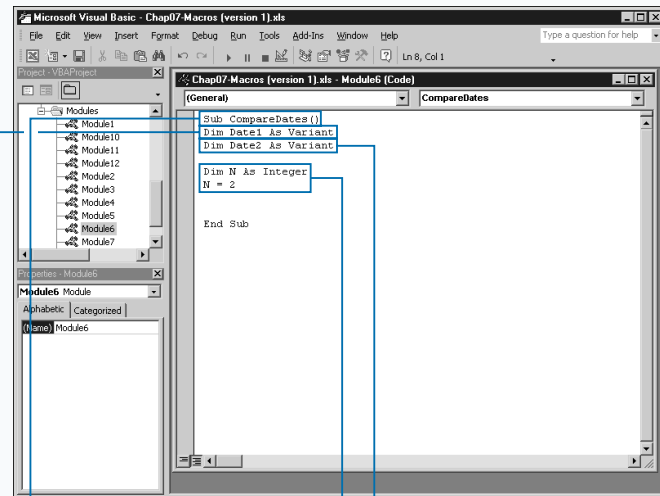 Microsoft Visual Basic - Chap07-Macros (version 1).xls
File Edit View Insert Format Debug Run Tools Add-Ins Window Help
Type a question for help
Ln 8, Col 1
Project - VBAProject
Modules
Module1
Module10
Module11
Module12
Module2
Module3
Module4
Module5
Module6
Module7
Properties - Module6
Module6 Module
Alphabetic Categorized
(Name) Module6
Chap07-Macros (version 1).xls - Module6 (Code)
(General) CompareDates
Sub CompareDates()
Dim Date1 As Variant
Dim Date2 As Variant
Dim N As Integer
N = 2
End Sub